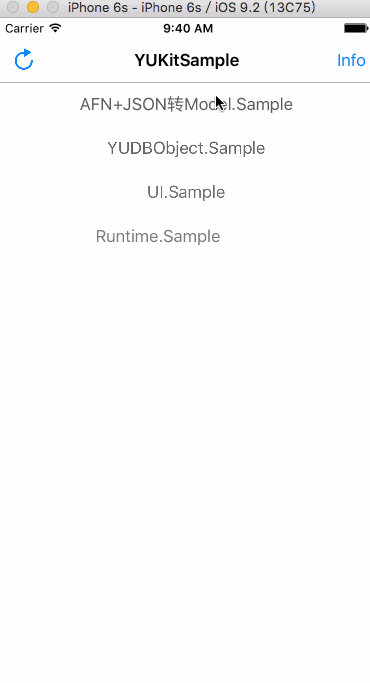 iPhone 6s - iPhone 6s / iOS 9.2 (13C75)
Carrier 9:40 AM
YUKitSample Info
AFN+JSON转Model.Sample
YUDBObject.Sample
UI.Sample
Runtime.Sample